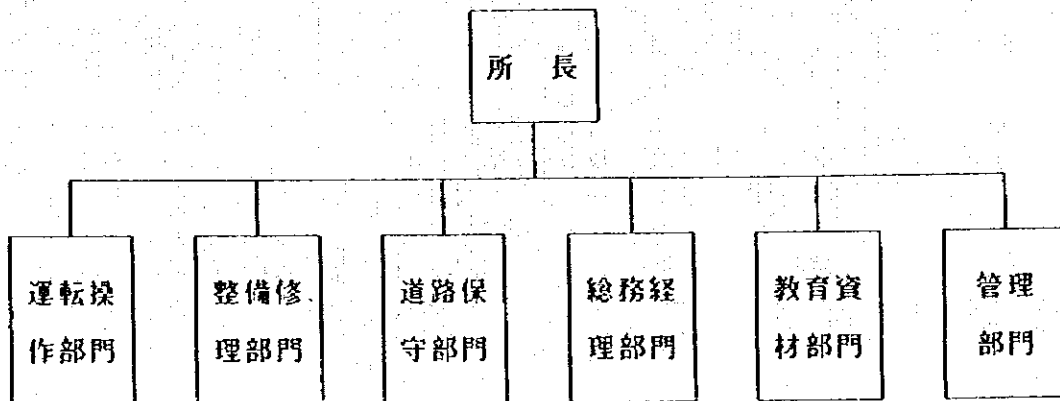 所 長
運転操
作部門
整備修
理部門
道路保
守部門
総務経
理部門
教育資
材部門
管理
部門